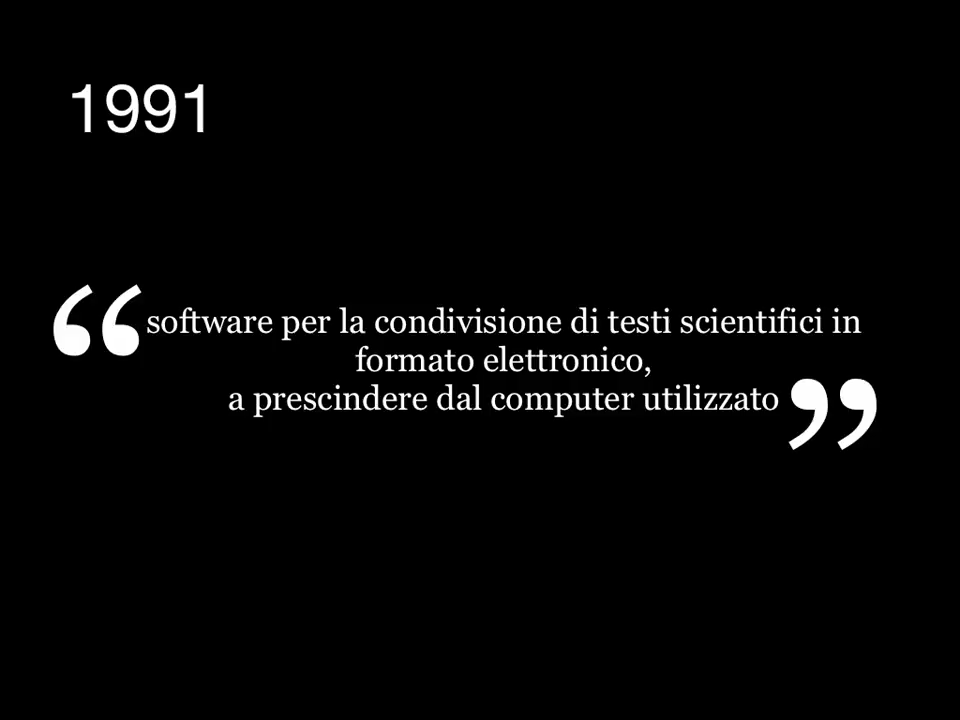 1991
“software per la condivisione di testi scientifici in
formato elettronico,
a prescindere dal computer utilizzato”